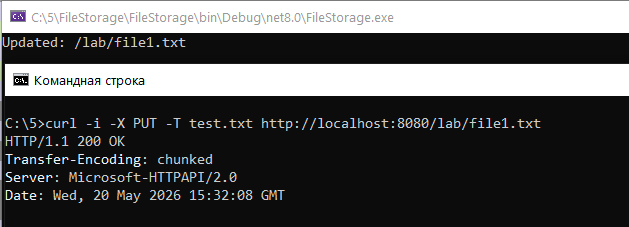 C:\5\FileStorage\FileStorage\bin\Debug\net8.0\FileStorage.exe
Updated: /lab/file1.txt
Командная строка
C:\5>curl -i -X PUT -T test.txt http://localhost:8080/lab/file1.txt
HTTP/1.1 200 OK
Transfer-Encoding: chunked
Server: Microsoft-HTTPAPI/2.0
Date: Wed, 20 May 2026 15:32:08 GMT